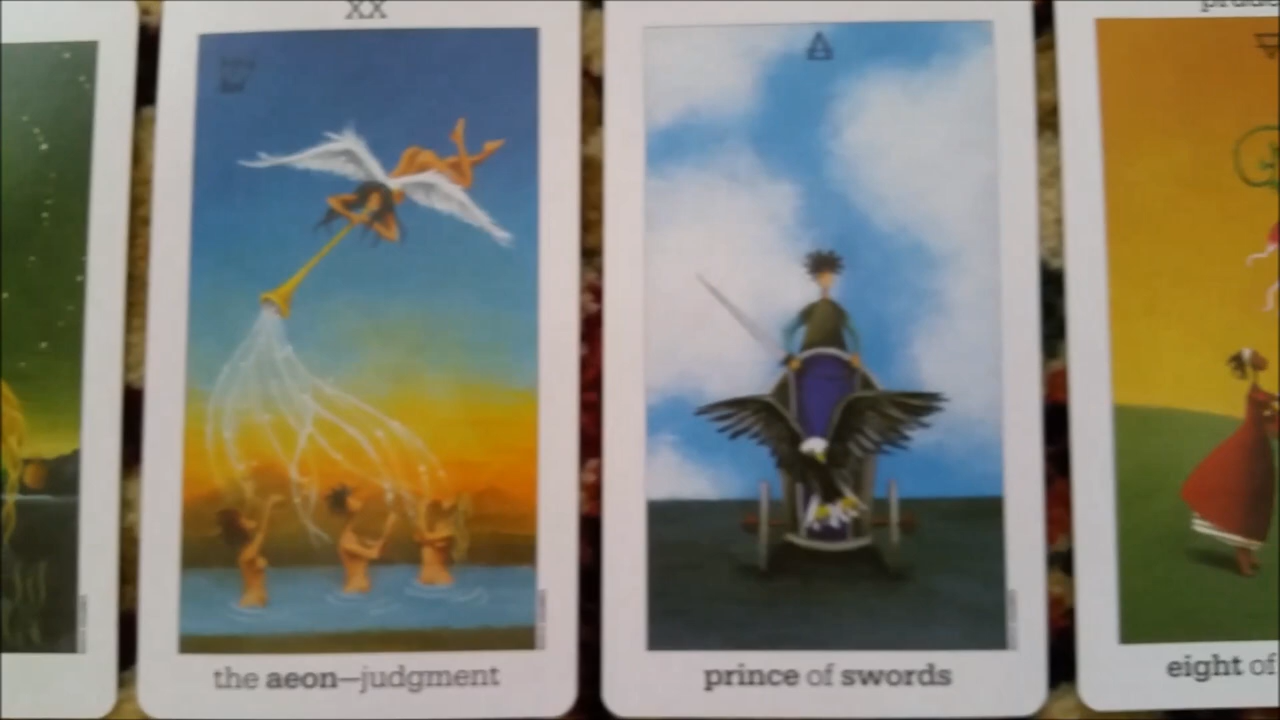 XX
the aeon—judgment
prince of swords
eight of